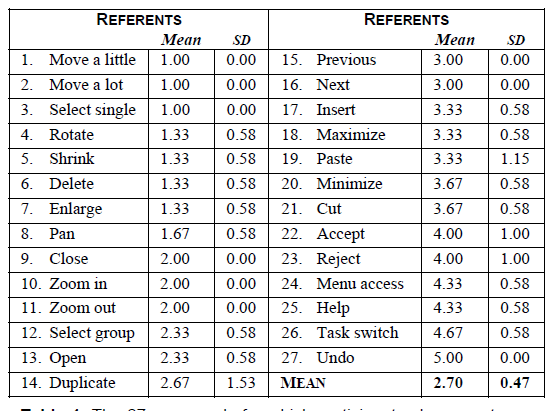 REFERENTS REFERENTS
Mean SD Mean SD
1. Move a little 1.00 0.00 15. Previous 3.00 0.00
2. Move a lot 1.00 0.00 16. Next 3.00 0.00
3. Select single 1.00 0.00 17. Insert 3.33 0.58
4. Rotate 1.33 0.58 18. Maximize 3.33 0.58
5. Shrink 1.33 0.58 19. Paste 3.33 1.15
6. Delete 1.33 0.58 20. Minimize 3.67 0.58
7. Enlarge 1.33 0.58 21. Cut 3.67 0.58
8. Pan 1.67 0.58 22. Accept 4.00 1.00
9. Close 2.00 0.00 23. Reject 4.00 1.00
10. Zoom in 2.00 0.00 24. Menu access 4.33 0.58
11. Zoom out 2.00 0.00 25. Help 4.33 0.58
12. Select group 2.33 0.58 26. Task switch 4.67 0.58
13. Open 2.33 0.58 27. Undo 5.00 0.00
14. Duplicate 2.67 1.53 MEAN 2.70 0.47